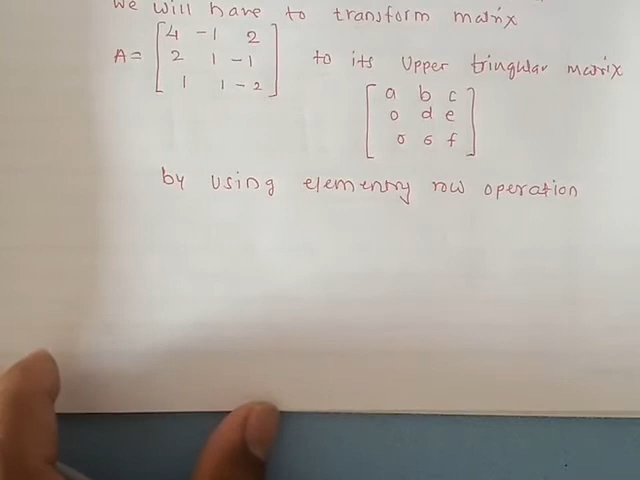 We will have to transform matrix
A = [4 -1 2 to its Upper tringular matrix
2 1 -1
1 1 -2]
[a b c
0 d e
0 0 f]
by using elementry row operation